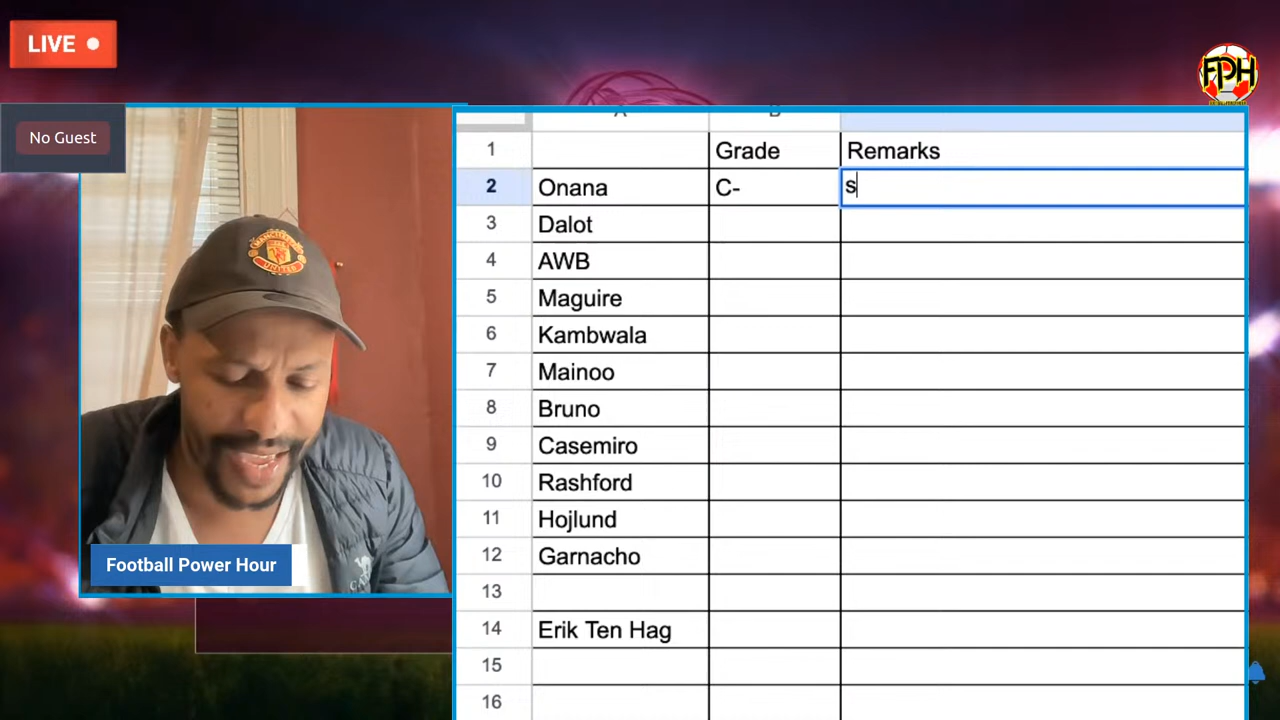 LIVE
FPH
No Guest
1 Grade Remarks
2 Onana C- s
3 Dalot
4 AWB
5 Maguire
6 Kambwala
7 Mainoo
8 Bruno
9 Casemiro
10 Rashford
11 Hojlund
12 Garnacho
13
14 Erik Ten Hag
15
16
UNITED
Football Power Hour